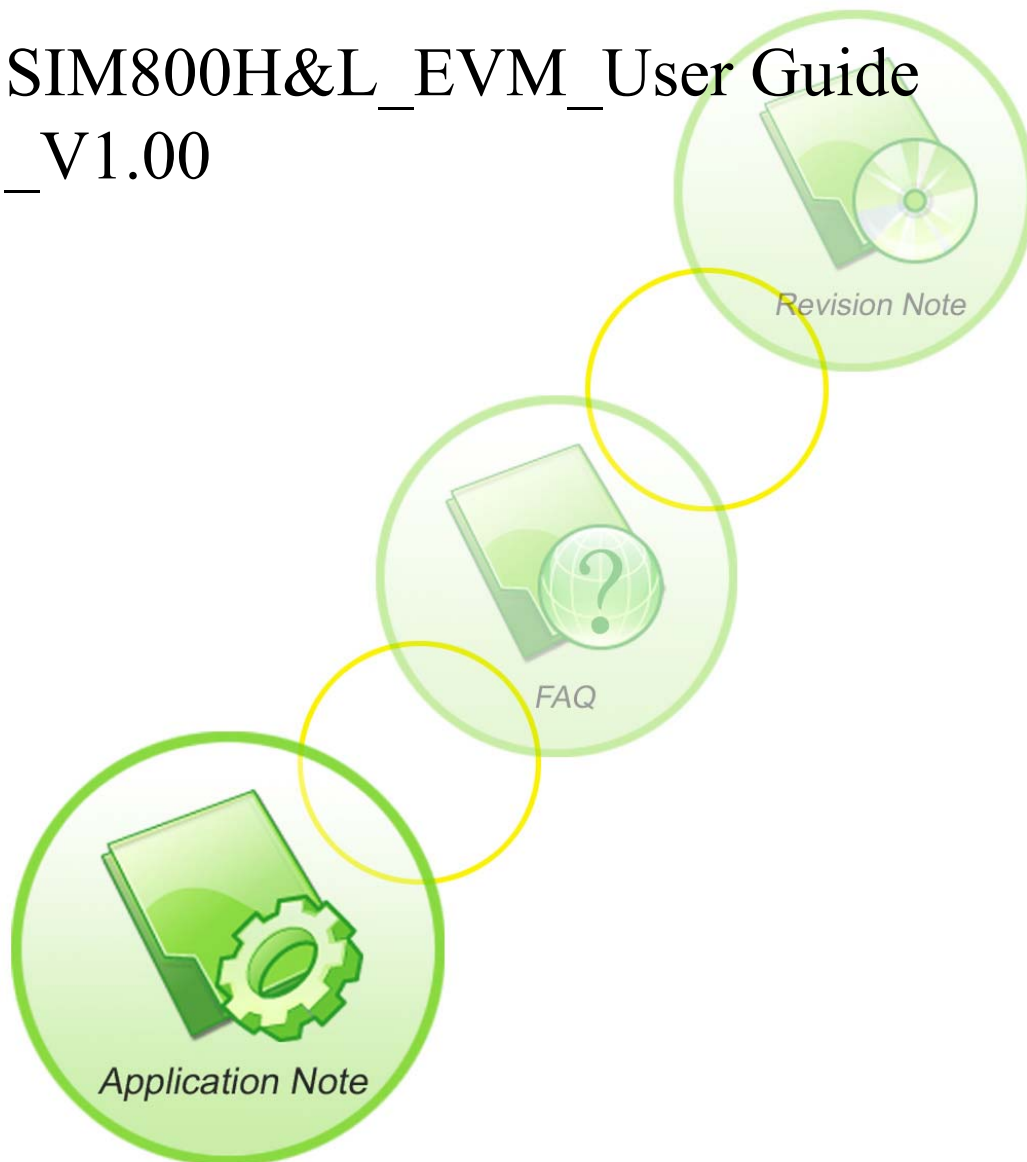 SIM800H&L_EVM_User Guide
_V1.00
Revision Note
?
FAQ
Application Note